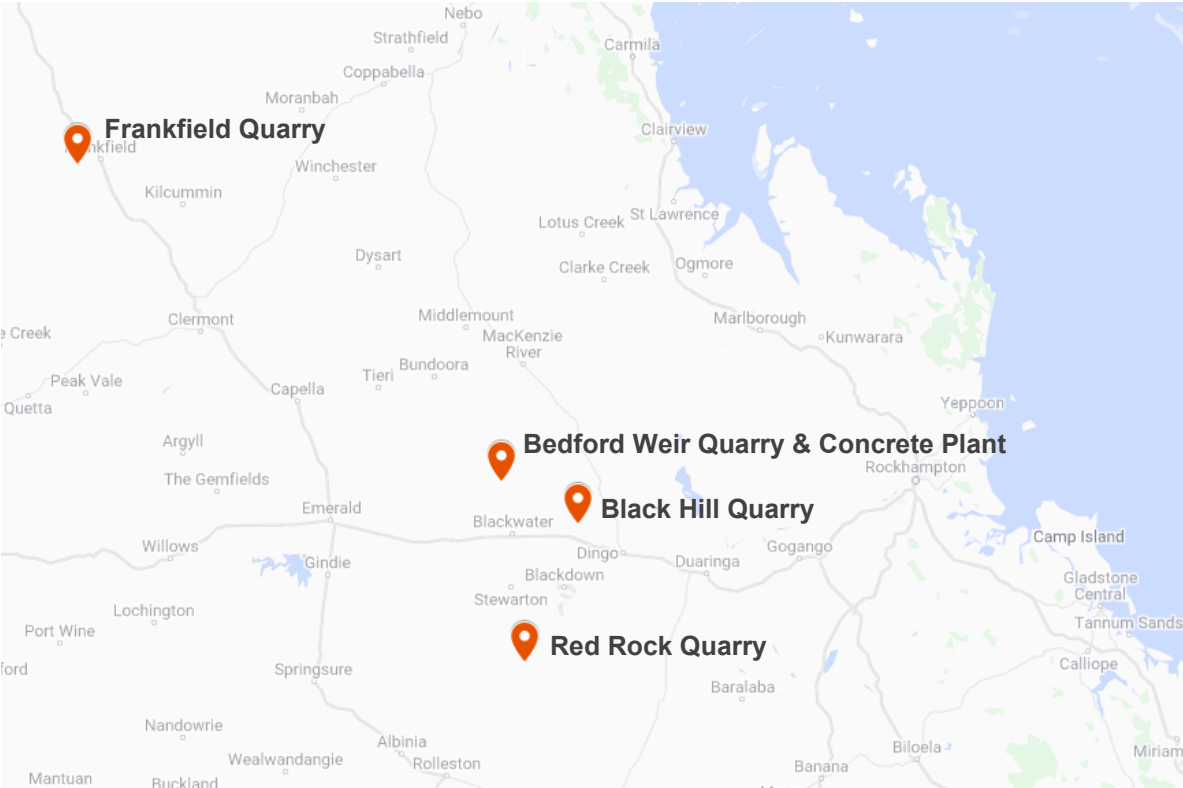 Nebo
Strathfield
Carmila
Coppabella
Moranbah
Frankfield Quarry
Clairview
nkfield
Winchester
Kilcummin
St Lawrence
Lotus Creek
Dysart
Clarke Creek
Ogmore
Middlemount
Marlborough
Clermont
e Creek
MacKenzie
River
Kunwarara
Bundoora
Tieri
Peak Vale
Capella
Quetta
Yeppoon
Argyll
Bedford Weir Quarry & Concrete Plant
Rockhampton
The Gemfields
Emerald
Black Hill Quarry
Blackwater
Camp Island
Willows
Gogango
Dingo
Gindie
Duaringa
Blackdown
Gladstone
Central
Stewarton
Lochington
Tannum Sands
Port Wine
Red Rock Quarry
ford
Springsure
Calliope
Baralaba
Nandowrie
Albinia
Biloela
Miriam
Wealwandangie
Rolleston
Banana
Mantuan
Buckland